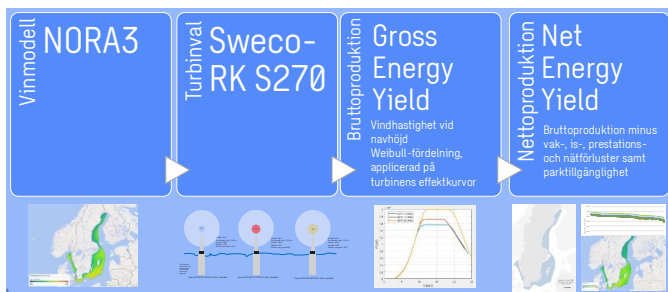 Vinmodell
NORA3
Turbinval
Sweco-
RK S270
Bruttoproduktion
Gross
Energy
Yield
Vindhastighet vid
navhöjd
Weibull-fördelning,
applicerad på
turbinens effektkurvor
Nettoproduktion
Net
Energy
Yield
Bruttoproduktion minus
vak-, is-, prestations-
och nätförluster samt
parktillgänglighet